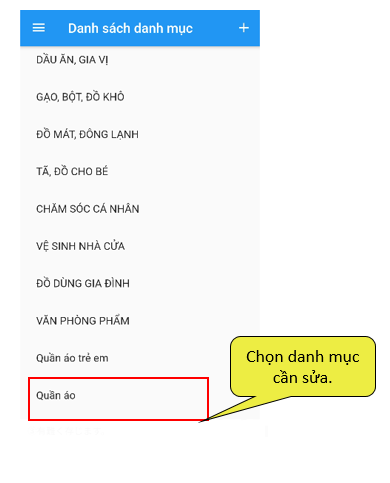 Danh sách danh mục
DẦU ĂN, GIA VỊ
GẠO, BỘT, ĐỒ KHÔ
ĐỒ MÁT, ĐÔNG LẠNH
TÃ, ĐỒ CHO BÉ
CHĂM SÓC CÁ NHÂN
VỆ SINH NHÀ CỬA
ĐỒ DÙNG GIA ĐÌNH
VĂN PHÒNG PHẨM
Quần áo trẻ em
Quần áo
Chọn danh mục
cần sửa.